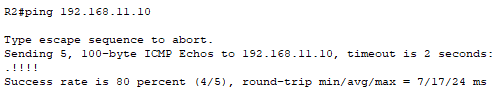 R2#ping 192.168.11.10
Type escape sequence to abort.
Sending 5, 100-byte ICMP Echos to 192.168.11.10, timeout is 2 seconds:
.!!!!
Success rate is 80 percent (4/5), round-trip min/avg/max = 7/17/24 ms